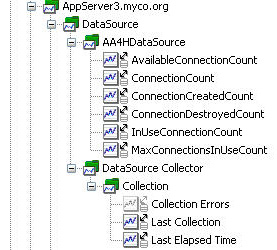 AppServer3.myco.org
DataSource
AA4HDataSource
AvailableConnectionCount
ConnectionCount
ConnectionCreatedCount
ConnectionDestroyedCount
InUseConnectionCount
MaxConnectionsInUseCount
DataSource Collector
Collection
Collection Errors
Last Collection
Last Elapsed Time